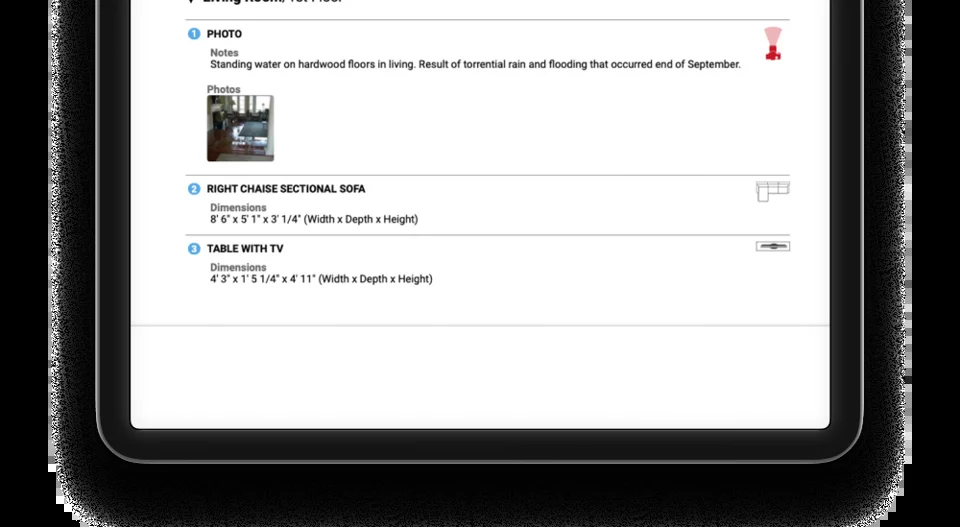 Living Room, 1st Floor
1 PHOTO
Notes
Standing water on hardwood floors in living. Result of torrential rain and flooding that occurred end of September.
Photos
2 RIGHT CHAISE SECTIONAL SOFA
Dimensions
8' 6" x 5' 1" x 3' 1/4" (Width x Depth x Height)
3 TABLE WITH TV
Dimensions
4' 3" x 1' 5 1/4" x 4' 11" (Width x Depth x Height)